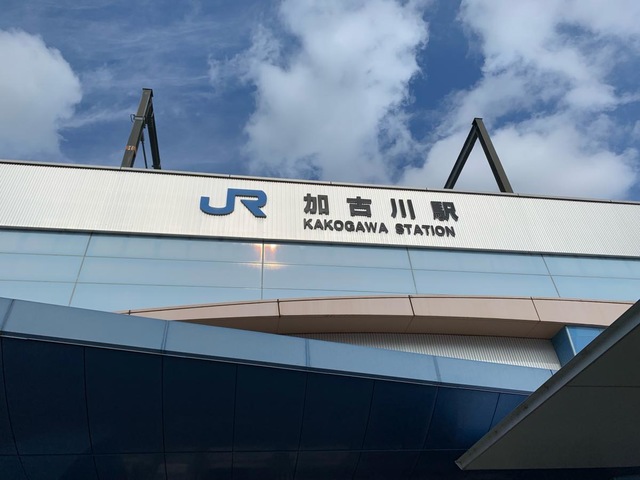 JR 加古川駅
KAKOGAWA STATION